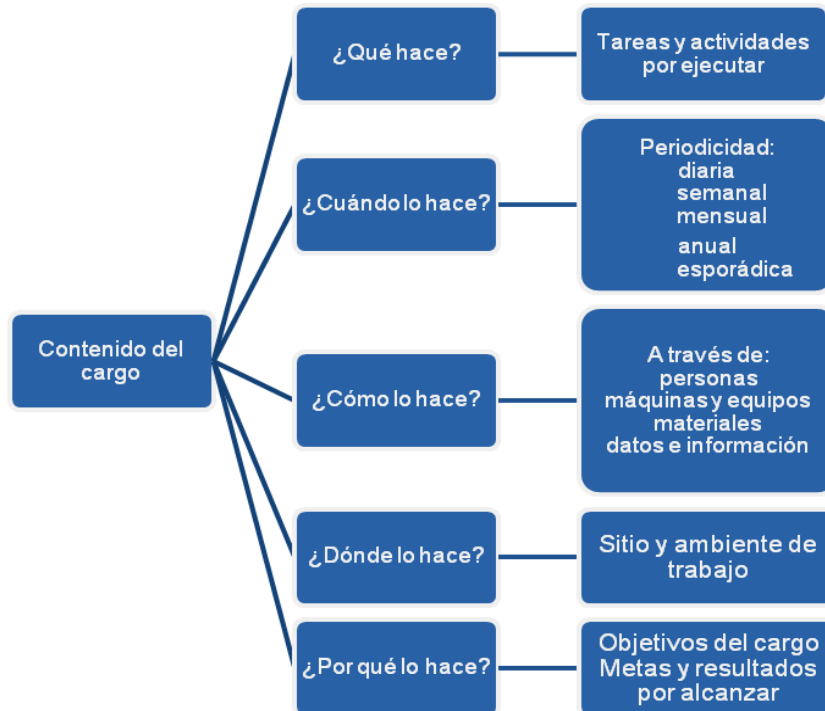 Contenido del
cargo
¿Qué hace?
Tareas y actividades
por ejecutar
¿Cuándo lo hace?
Periodicidad:
diaria
semanal
mensual
anual
esporádica
¿Cómo lo hace?
A través de:
personas
máquinas y equipos
materiales
datos e información
¿Dónde lo hace?
Sitio y ambiente de
trabajo
¿Por qué lo hace?
Objetivos del cargo
Metas y resultados
por alcanzar